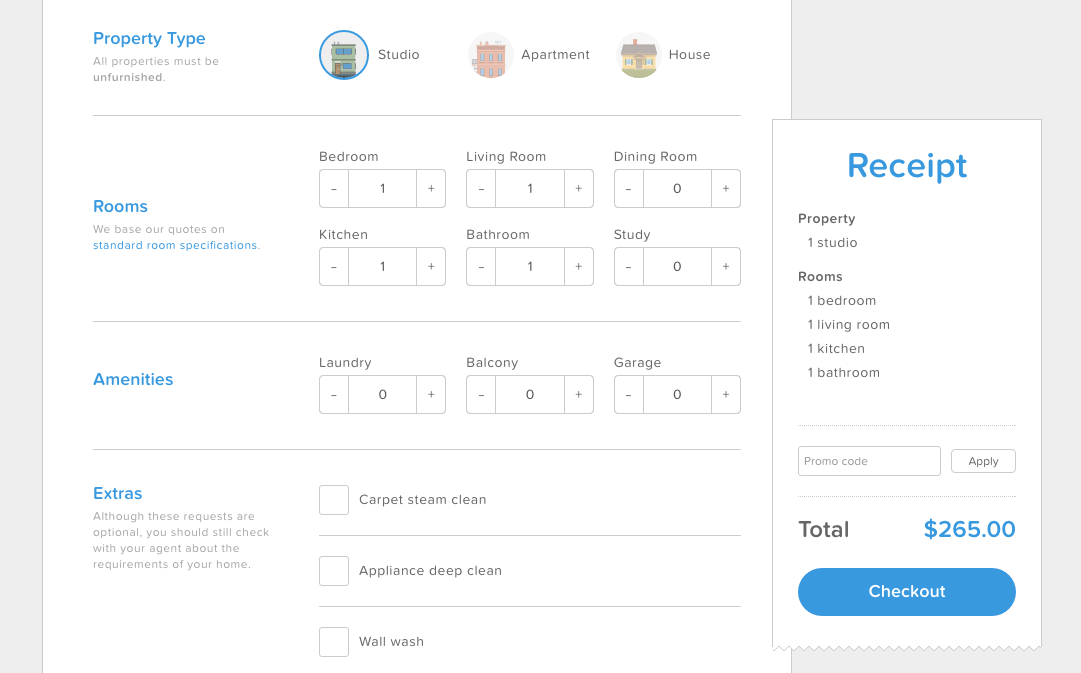 Property Type
All properties must be
unfurnished.
Studio
Apartment
House
Rooms
We base our quotes on
standard room specifications.
Bedroom
Living Room
Dining Room
– 1 +
– 1 +
– 0 +
Kitchen
Bathroom
Study
– 1 +
– 1 +
– 0 +
Amenities
Laundry
Balcony
Garage
– 0 +
– 0 +
– 0 +
Extras
Although these requests are
optional, you should still check
with your agent about the
requirements of your home.
Carpet steam clean
Appliance deep clean
Wall wash
Receipt
Property
1 studio
Rooms
1 bedroom
1 living room
1 kitchen
1 bathroom
Promo code
Apply
Total $265.00
Checkout